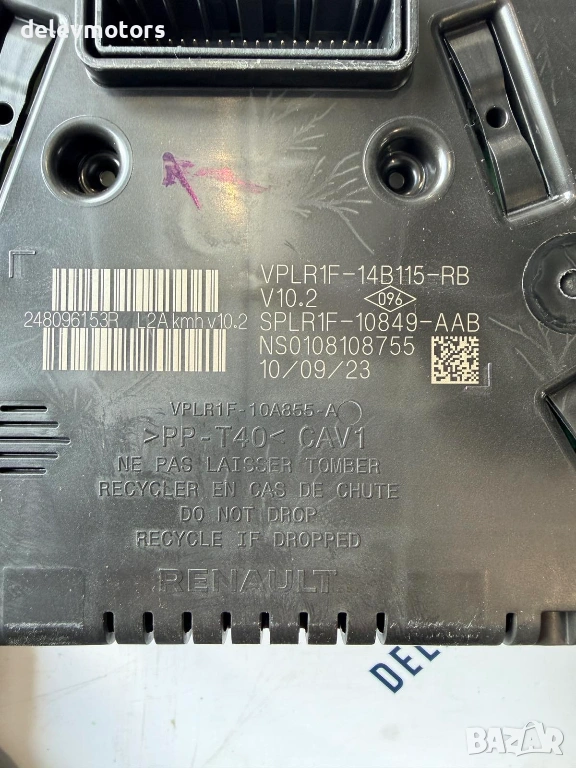 delevmotors
VPLR1F-14B115-RB
V10.2 096
248096153R L2A kmh v10.2
SPLR1F-10849-AAB
NS0108108755
10/09/23
VPLR1F-10A855-A
>PP-T40< CAV1
NE PAS LAISSER TOMBER
RECYCLER EN CAS DE CHUTE
DO NOT DROP
RECYCLE IF DROPPED
RENAULT
DEL
BAZAR